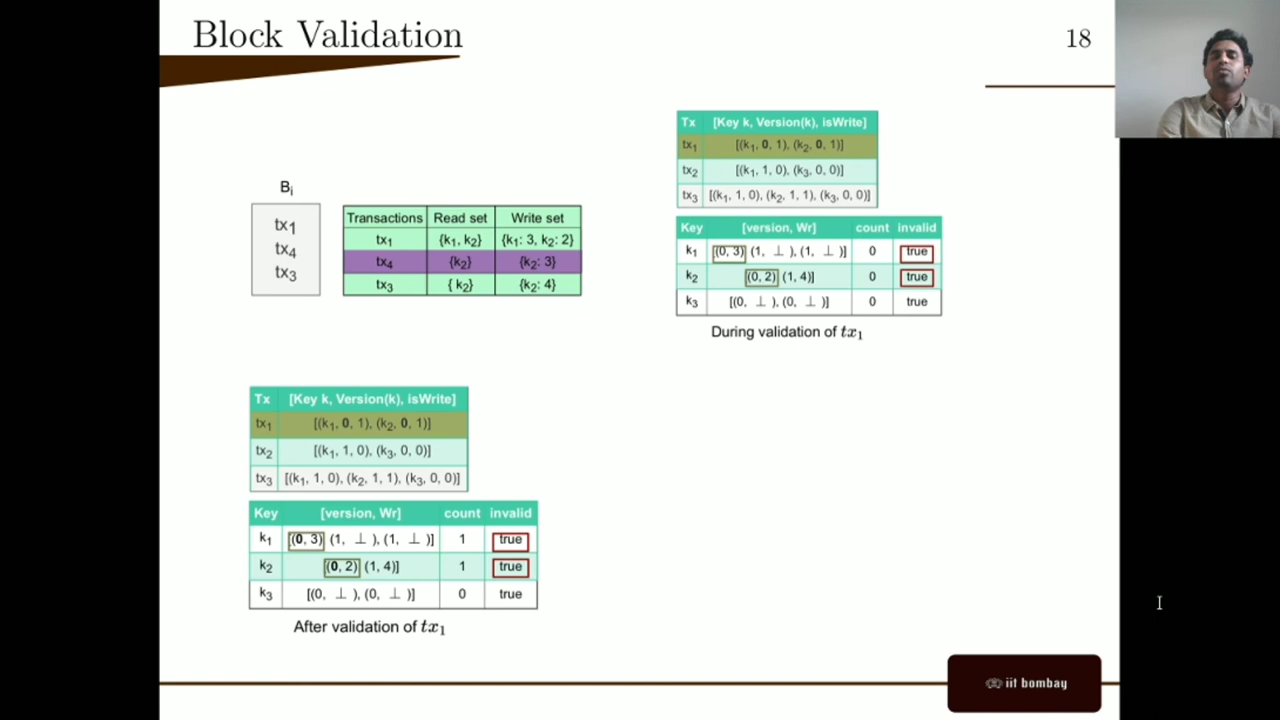 Block Validation
18
Bi
tx1
tx4
tx3
Transactions Read set Write set
tx1 {k1, k2} {k1: 3, k2: 2}
tx4 {k2} {k2: 3}
tx3 { k2} {k2: 4}
Tx [Key k, Version(k), isWrite]
tx1 [(k1, 0, 1), (k2, 0, 1)]
tx2 [(k1, 1, 0), (k3, 0, 0)]
tx3 [(k1, 1, 0), (k2, 1, 1), (k3, 0, 0)]
Key [version, Wr] count invalid
k1 [(0, 3) (1, ⊥ ), (1, ⊥ )] 0 true
k2 [(0, 2) (1, 4)] 0 true
k3 [(0, ⊥ ), (0, ⊥ )] 0 true
During validation of tx1
Tx [Key k, Version(k), isWrite]
tx1 [(k1, 0, 1), (k2, 0, 1)]
tx2 [(k1, 1, 0), (k3, 0, 0)]
tx3 [(k1, 1, 0), (k2, 1, 1), (k3, 0, 0)]
Key [version, Wr] count invalid
k1 [(0, 3) (1, ⊥ ), (1, ⊥ )] 1 true
k2 [(0, 2) (1, 4)] 1 true
k3 [(0, ⊥ ), (0, ⊥ )] 0 true
After validation of tx1
iit bombay